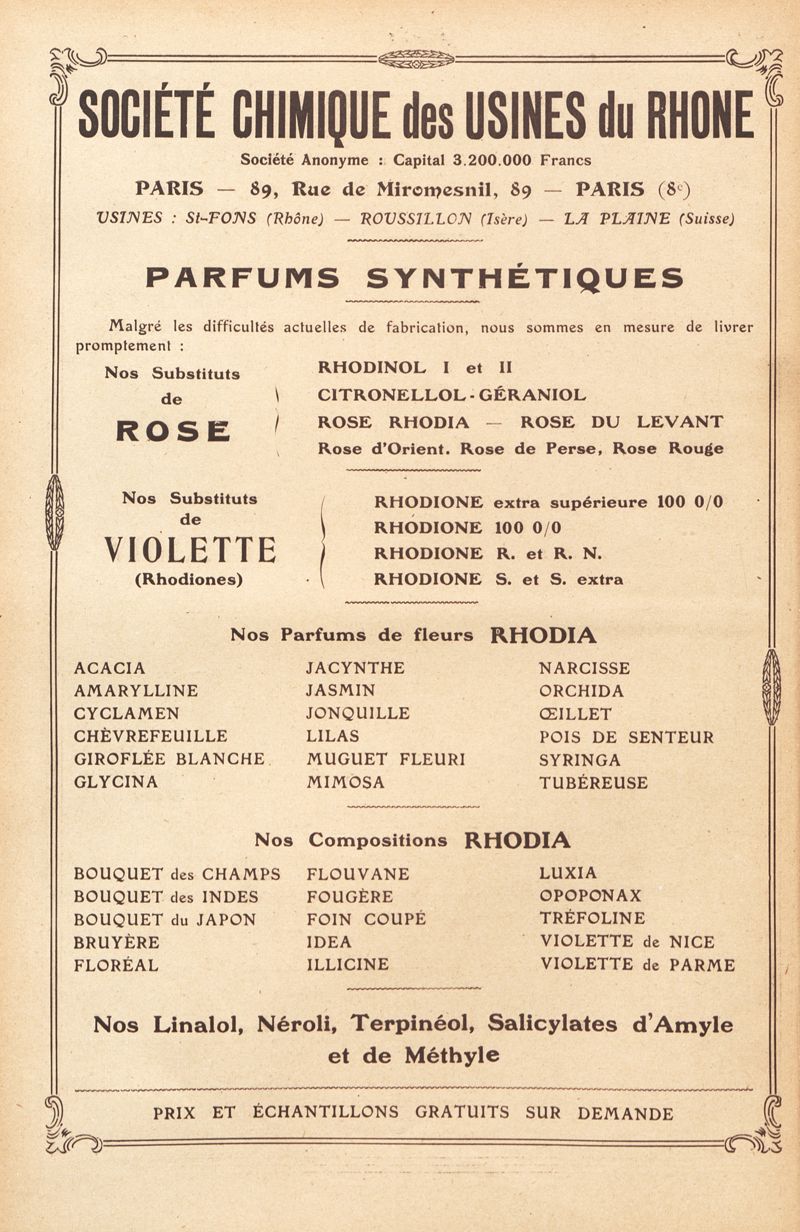 SOCIÉTÉ CHIMIQUE des USINES du RHONE
Société Anonyme : Capital 3.200.000 Francs
PARIS — 89, Rue de Miromesnil, 89 — PARIS (8e)
USINES : St-FONS (Rhône) — ROUSSILLON (Isère) — LA PLAINE (Suisse)
PARFUMS SYNTHÉTIQUES
Malgré les difficultés actuelles de fabrication, nous sommes en mesure de livrer
promptement :
Nos Substituts
de
ROSE
RHODINOL I et II
CITRONELLOL-GÉRANIOL
ROSE RHODIA — ROSE DU LEVANT
Rose d'Orient. Rose de Perse, Rose Rouge
Nos Substituts
de
VIOLETTE
(Rhodiones)
RHODIONE extra supérieure 100 0/0
RHODIONE 100 0/0
RHODIONE R. et R. N.
RHODIONE S. et S. extra
Nos Parfums de fleurs RHODIA
ACACIA
AMARYLLINE
CYCLAMEN
CHÈVREFEUILLE
GIROFLÉE BLANCHE
GLYCINA
JACYNTHE
JASMIN
JONQUILLE
LILAS
MUGUET FLEURI
MIMOSA
NARCISSE
ORCHIDA
ŒILLET
POIS DE SENTEUR
SYRINGA
TUBÉREUSE
Nos Compositions RHODIA
BOUQUET des CHAMPS
BOUQUET des INDES
BOUQUET du JAPON
BRUYÈRE
FLORÉAL
FLOUVANE
FOUGÈRE
FOIN COUPÉ
IDEA
ILLICINE
LUXIA
OPOPONAX
TRÉFOLINE
VIOLETTE de NICE
VIOLETTE de PARME
Nos Linalol, Néroli, Terpinéol, Salicylates d'Amyle
et de Méthyle
PRIX ET ÉCHANTILLONS GRATUITS SUR DEMANDE